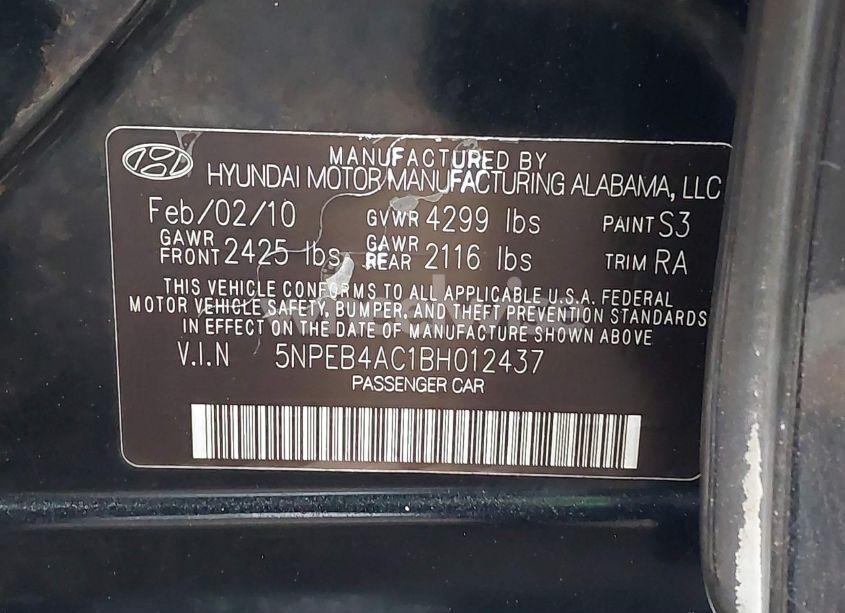 MANUFACTURED BY
HYUNDAI MOTOR MANUFACTURING ALABAMA, LLC
Feb/02/10 GVWR 4299 lbs PAINT S3
GAWR FRONT 2425 lbs GAWR REAR 2116 lbs TRIM RA
THIS VEHICLE CONFORMS TO ALL APPLICABLE U.S.A. FEDERAL
MOTOR VEHICLE SAFETY, BUMPER, AND THEFT PREVENTION STANDARDS
IN EFFECT ON THE DATE OF MANUFACTURE SHOWN ABOVE
V.I.N 5NPEB4AC1BH012437
PASSENGER CAR